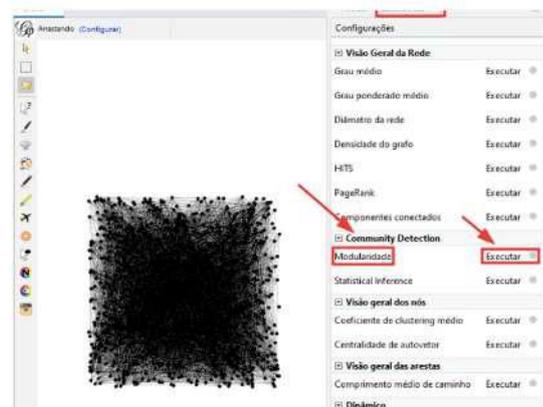 Anastando (Configurar)
Configurações
Visão Geral da Rede
Grau médio Executar
Grau ponderado médio Executar
Diâmetro da rede Executar
Densidade do grafo Executar
HITS Executar
PageRank Executar
Componentes conectados Executar
Community Detection
Modularidade Executar
Statistical Inference Executar
Visão geral dos nós
Coeficiente de clustering médio Executar
Centralidade de autovetor Executar
Visão geral das arestas
Comprimento médio de caminho Executar
Dinâmico